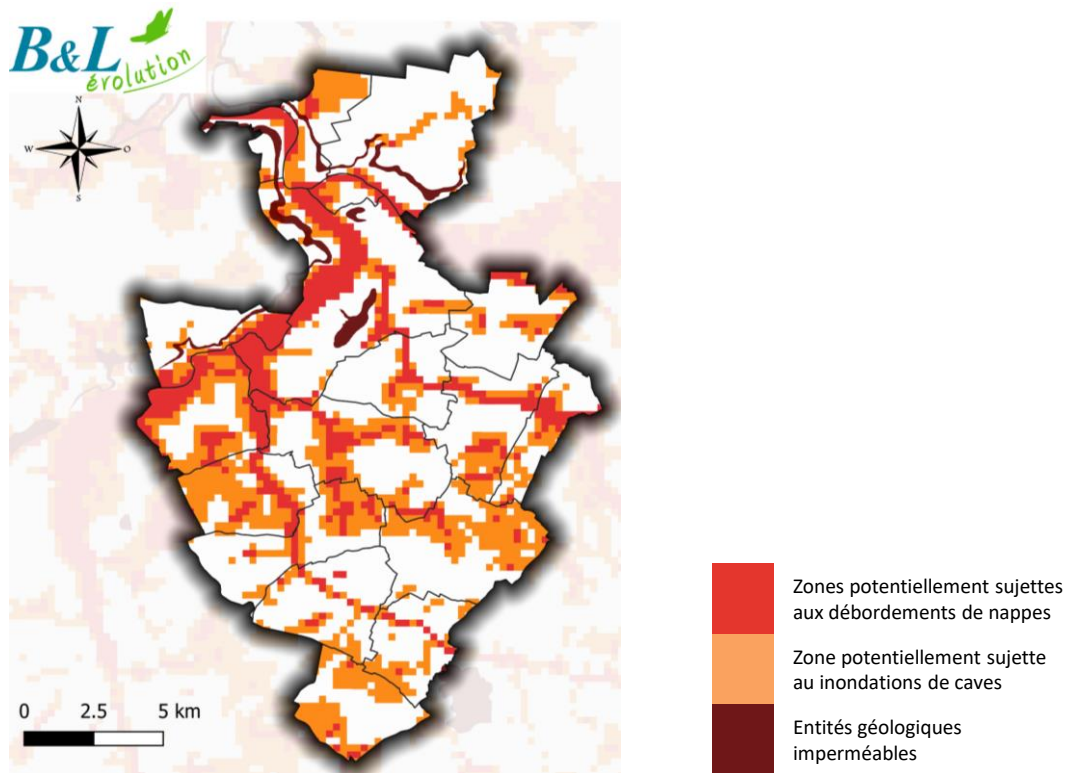 B&L
évolution
N
W
O
S
0 2.5 5 km
Zones potentiellement sujettes
aux débordements de nappes
Zone potentiellement sujette
au inondations de caves
Entités géologiques
imperméables